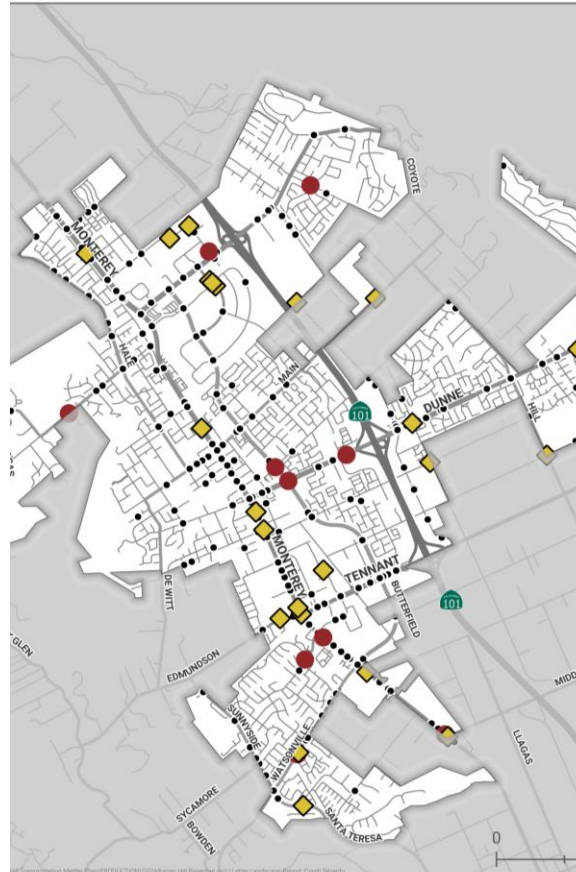 COYOTE
MONTEREY
HALE
MAIN
101
DUNNE
HILL
MONTEREY
TENNANT
BUTTERFIELD
101
DE WITT
EDMUNDSON
SUNNYSIDE
WATSONVILLE
LLAGAS
SYCAMORE
BOWDEN
SANTA TERESA
GLEN
MIDD
0